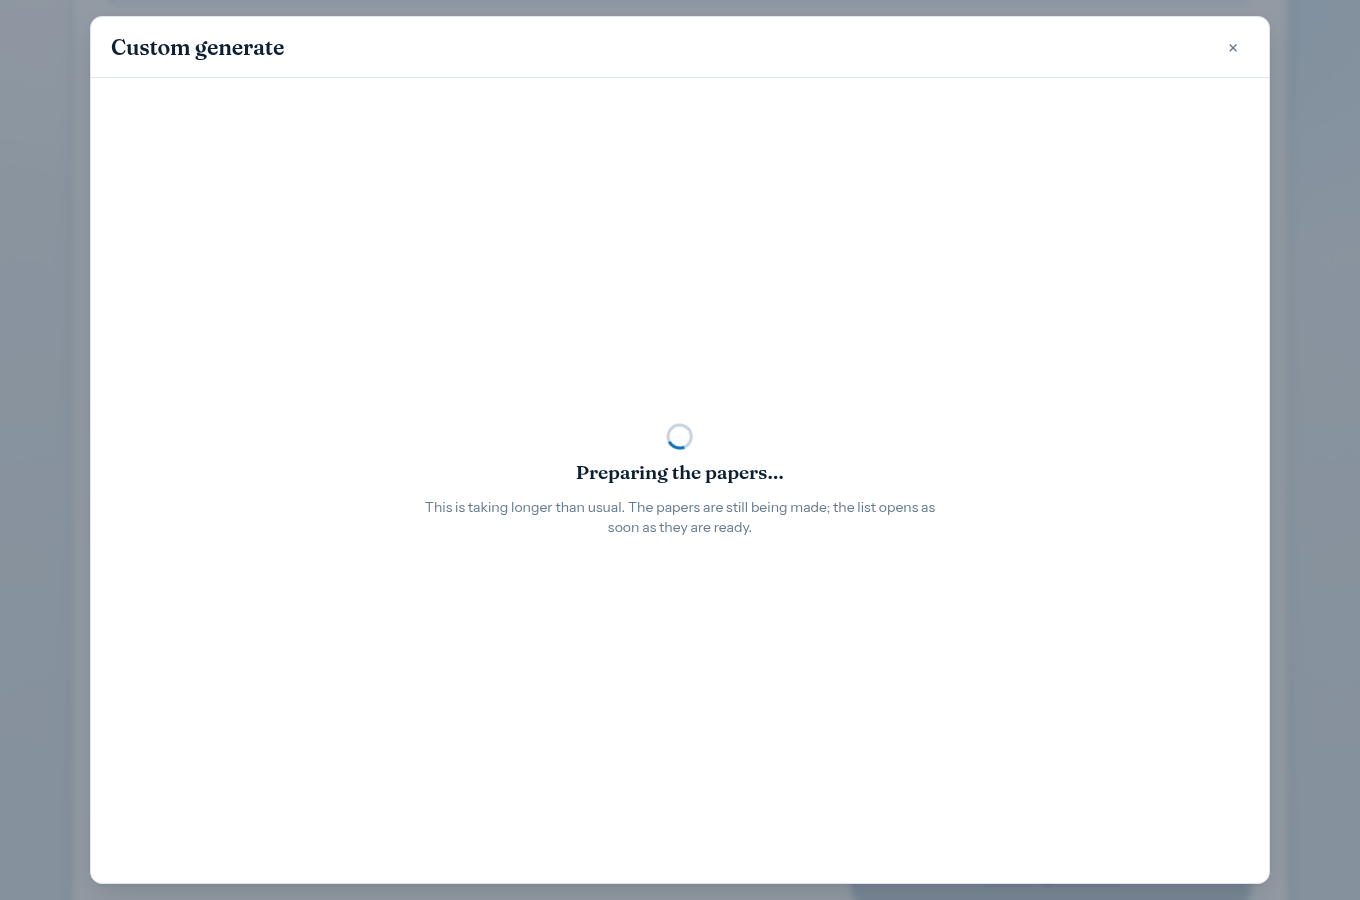 Custom generate
×
Preparing the papers...
This is taking longer than usual. The papers are still being made; the list opens as
soon as they are ready.